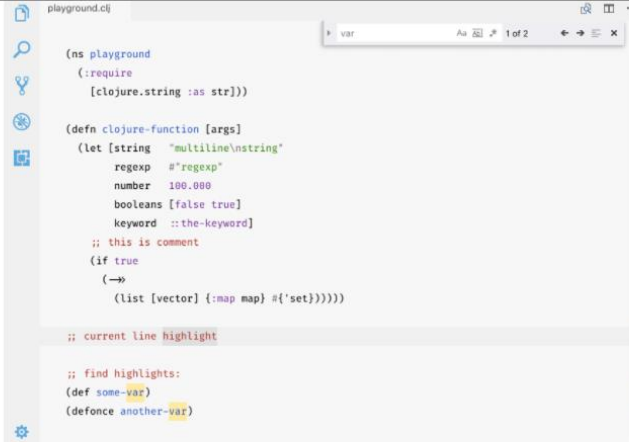 playground.clj
var
Aa
1 of 2
(ns playground
(:require
[clojure.string :as str]))
(defn clojure-function [args]
(let [string "multiline\nstring"
regexp #"regexp"
number 100.000
booleans [false true]
keyword ::the-keyword]
;; this is comment
(if true
(->>
(list [vector] {:map map} #{'set})))))
;; current line highlight
;; find highlights:
(def some-var)
(defonce another-var)